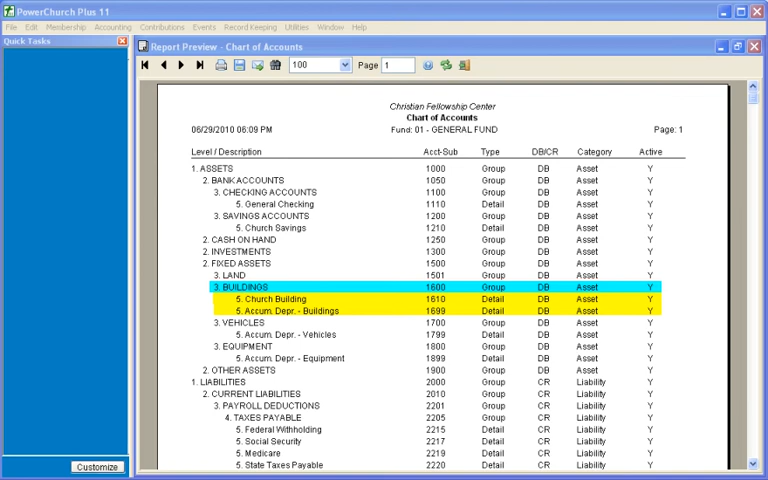 PowerChurch Plus 11
File Edit Membership Accounting Contributions Events Record Keeping Utilities Window Help
Quick Tasks
Report Preview - Chart of Accounts
100 Page 1
Christian Fellowship Center
Chart of Accounts
06/29/2010 06:09 PM Fund: 01 - GENERAL FUND Page: 1
Level / Description Acct-Sub Type DB/CR Category Active
1. ASSETS 1000 Group DB Asset Y
2. BANK ACCOUNTS 1050 Group DB Asset Y
3. CHECKING ACCOUNTS 1100 Group DB Asset Y
5. General Checking 1110 Detail DB Asset Y
3. SAVINGS ACCOUNTS 1200 Group DB Asset Y
5. Church Savings 1210 Detail DB Asset Y
2. CASH ON HAND 1250 Group DB Asset Y
2. INVESTMENTS 1300 Group DB Asset Y
2. FIXED ASSETS 1500 Group DB Asset Y
3. LAND 1501 Group DB Asset Y
3. BUILDINGS 1600 Group DB Asset Y
5. Church Building 1610 Detail DB Asset Y
5. Accum. Depr. - Buildings 1699 Detail DB Asset Y
3. VEHICLES 1700 Group DB Asset Y
5. Accum. Depr. - Vehicles 1799 Detail DB Asset Y
3. EQUIPMENT 1800 Group DB Asset Y
5. Accum. Depr. - Equipment 1899 Detail DB Asset Y
2. OTHER ASSETS 1900 Group DB Asset Y
1. LIABILITIES 2000 Group CR Liability Y
2. CURRENT LIABILITIES 2010 Group CR Liability Y
3. PAYROLL DEDUCTIONS 2201 Group CR Liability Y
4. TAXES PAYABLE 2205 Group CR Liability Y
5. Federal Withholding 2215 Detail CR Liability Y
5. Social Security 2217 Detail CR Liability Y
5. Medicare 2219 Detail CR Liability Y
5. State Taxes Payable 2220 Detail CR Liability Y
Customize